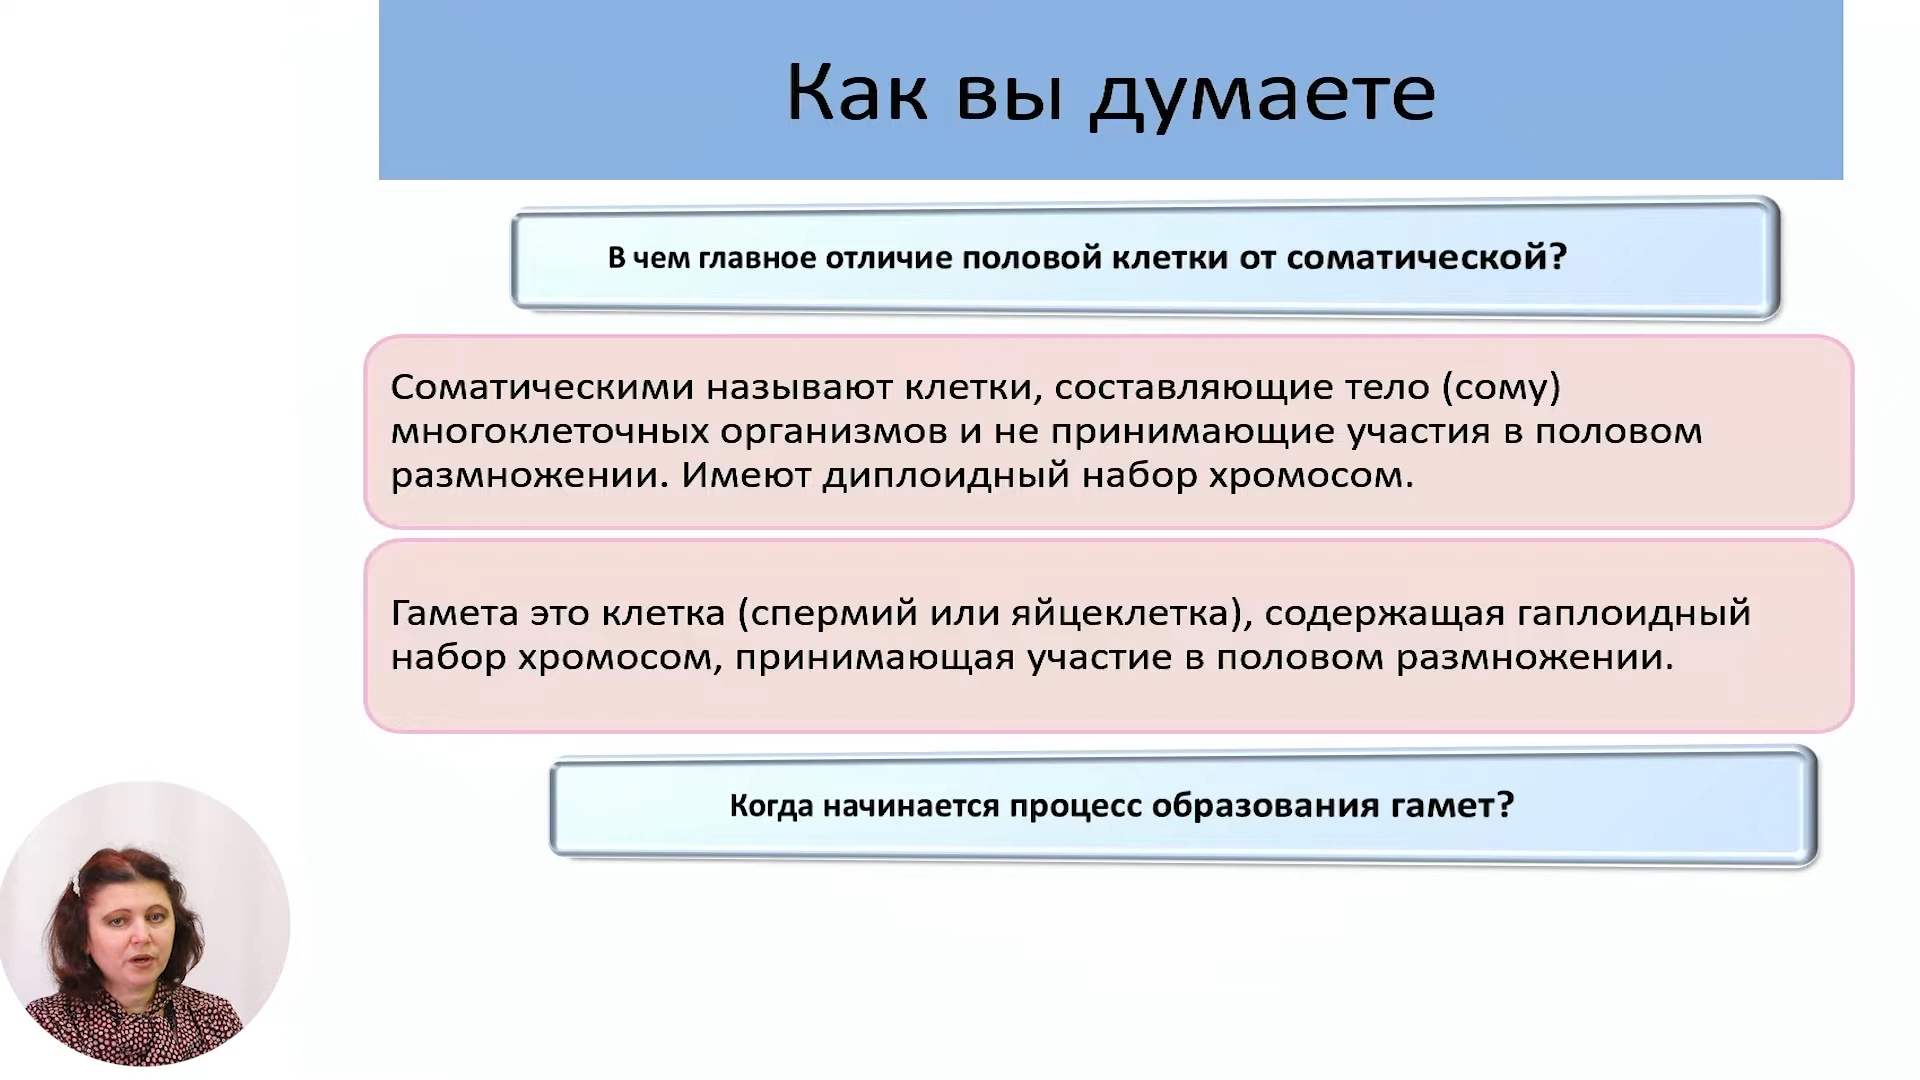 Как вы думаете
В чем главное отличие половой клетки от соматической?
Соматическими называют клетки, составляющие тело (сому)
многоклеточных организмов и не принимающие участия в половом
размножении. Имеют диплоидный набор хромосом.
Гамета это клетка (спермий или яйцеклетка), содержащая гаплоидный
набор хромосом, принимающая участие в половом размножении.
Когда начинается процесс образования гамет?